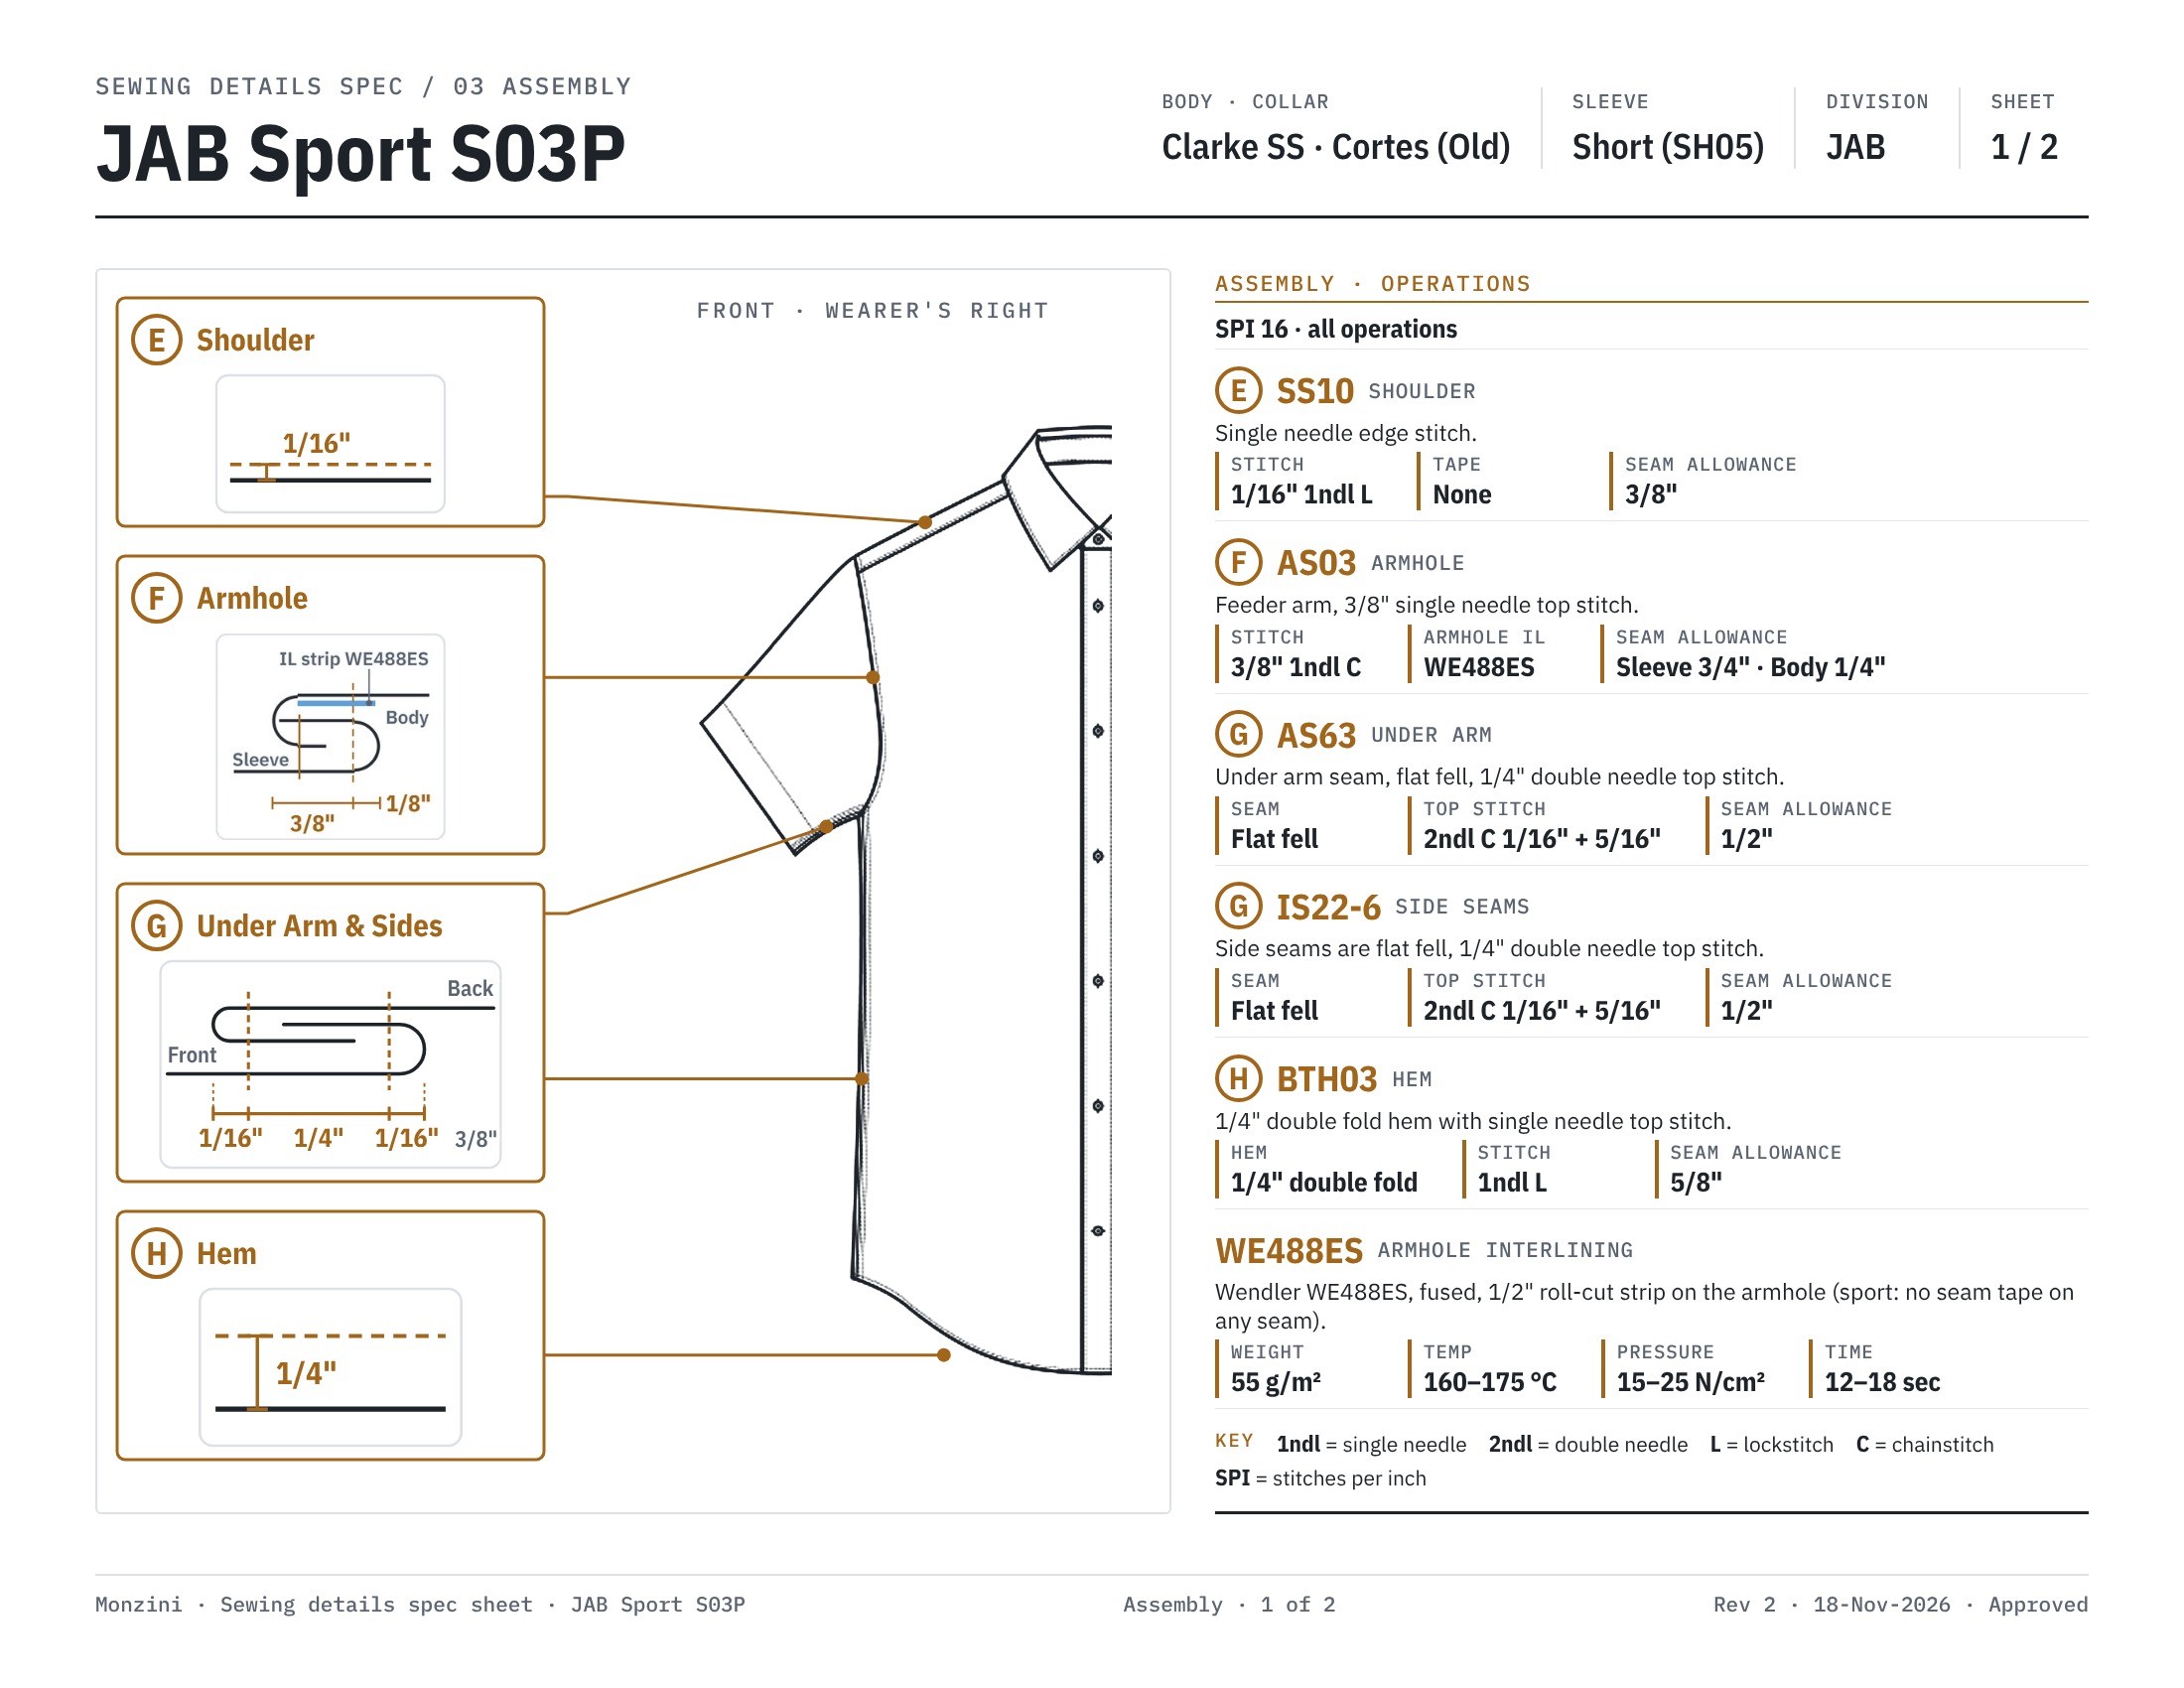 SEWING DETAILS SPEC / 03 ASSEMBLY
JAB Sport S03P
BODY · COLLAR
Clarke SS · Cortes (Old)
SLEEVE
Short (SH05)
DIVISION
JAB
SHEET
1 / 2
FRONT · WEARER'S RIGHT
E Shoulder
1/16"
F Armhole
IL strip WE488ES
Body
Sleeve
1/8"
3/8"
G Under Arm & Sides
Back
Front
1/16" 1/4" 1/16" 3/8"
H Hem
1/4"
ASSEMBLY · OPERATIONS
SPI 16 · all operations
E SS10 SHOULDER
Single needle edge stitch.
STITCH TAPE SEAM ALLOWANCE
1/16" 1ndl L None 3/8"
F AS03 ARMHOLE
Feeder arm, 3/8" single needle top stitch.
STITCH ARMHOLE IL SEAM ALLOWANCE
3/8" 1ndl C WE488ES Sleeve 3/4" · Body 1/4"
G AS63 UNDER ARM
Under arm seam, flat fell, 1/4" double needle top stitch.
SEAM TOP STITCH SEAM ALLOWANCE
Flat fell 2ndl C 1/16" + 5/16" 1/2"
G IS22-6 SIDE SEAMS
Side seams are flat fell, 1/4" double needle top stitch.
SEAM TOP STITCH SEAM ALLOWANCE
Flat fell 2ndl C 1/16" + 5/16" 1/2"
H BTH03 HEM
1/4" double fold hem with single needle top stitch.
HEM STITCH SEAM ALLOWANCE
1/4" double fold 1ndl L 5/8"
WE488ES ARMHOLE INTERLINING
Wendler WE488ES, fused, 1/2" roll-cut strip on the armhole (sport: no seam tape on
any seam).
WEIGHT TEMP PRESSURE TIME
55 g/m² 160–175 °C 15–25 N/cm² 12–18 sec
KEY 1ndl = single needle 2ndl = double needle L = lockstitch C = chainstitch
SPI = stitches per inch
Monzini · Sewing details spec sheet · JAB Sport S03P
Assembly · 1 of 2
Rev 2 · 18-Nov-2026 · Approved